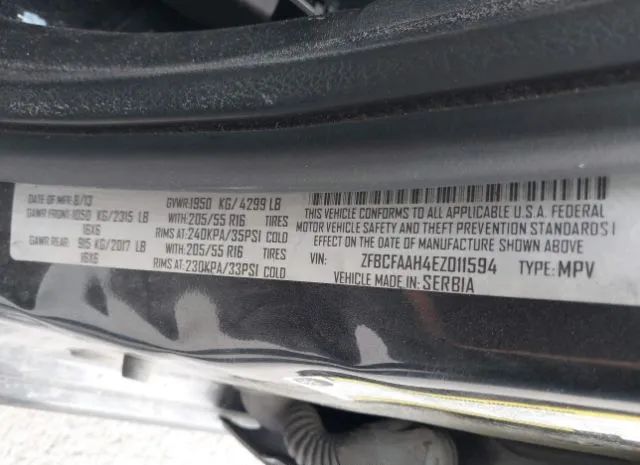 DATE OF MFR: 8/13
GAWR FRONT: 1050 KG/2315 LB
16X6
GAWR REAR: 915 KG/2017 LB
16X6
GVWR: 1950 KG/4299 LB
WITH: 205/55 R16 TIRES
RIMS AT: 240KPA/35PSI COLD
WITH: 205/55 R16 TIRES
RIMS AT: 230KPA/33PSI COLD
THIS VEHICLE CONFORMS TO ALL APPLICABLE U.S.A. FEDERAL
MOTOR VEHICLE SAFETY AND THEFT PREVENTION STANDARDS I
EFFECT ON THE DATE OF MANUFACTURE SHOWN ABOVE.
VIN: ZFBCFAAH4EZ011594 TYPE: MPV
VEHICLE MADE IN: SERBIA